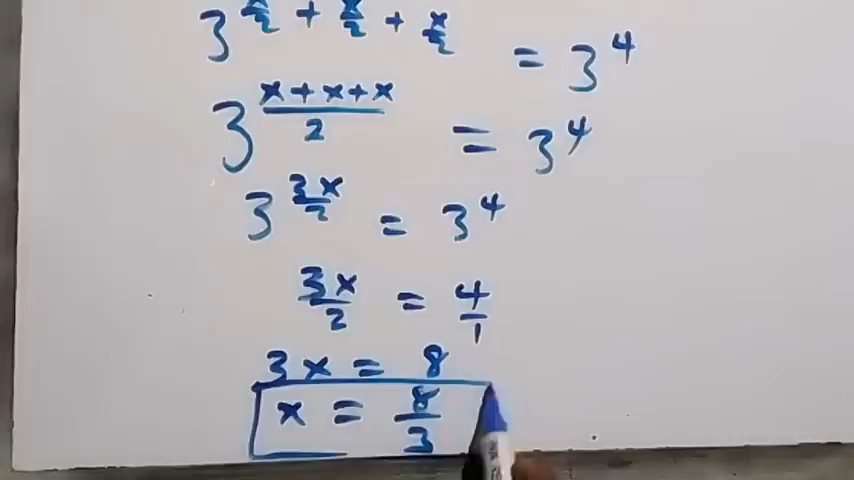 3^(x/2 + x/2 + x/2) = 3^4
3^((x+x+x)/2) = 3^4
3^(3x/2) = 3^4
3x/2 = 4/1
3x = 8
x = 8/3